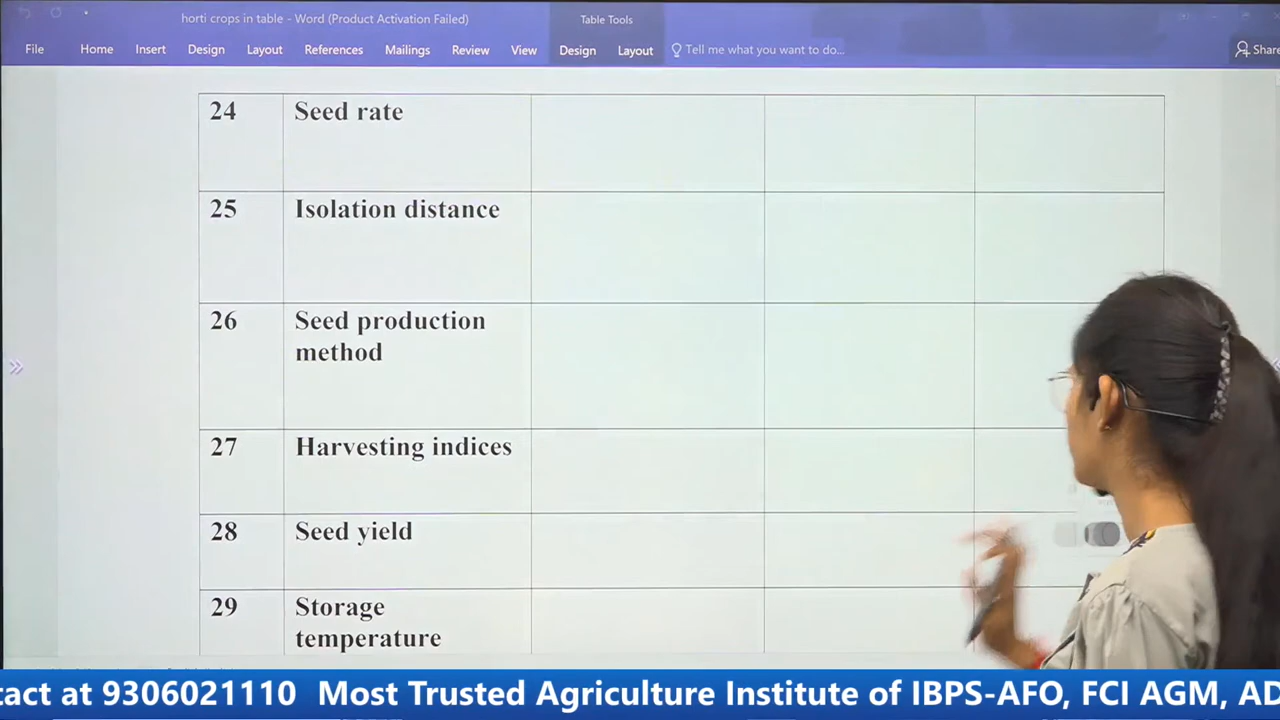 horti crops in table - Word (Product Activation Failed)
Table Tools
File Home Insert Design Layout References Mailings Review View Design Layout Tell me what you want to do... Share
24 Seed rate
25 Isolation distance
26 Seed production
method
27 Harvesting indices
28 Seed yield
29 Storage
temperature
tact at 9306021110 Most Trusted Agriculture Institute of IBPS-AFO, FCI AGM, AD